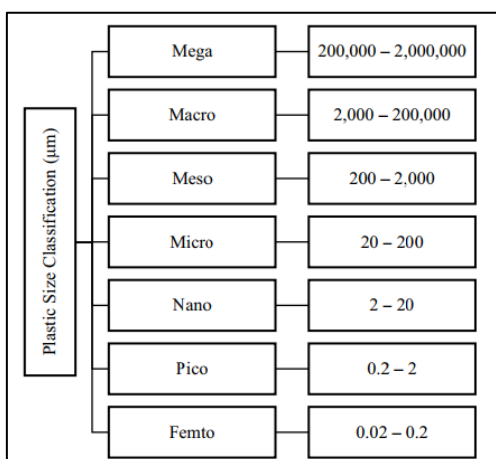 Plastic Size Classification (μm)
Mega
200,000 – 2,000,000
Macro
2,000 – 200,000
Meso
200 – 2,000
Micro
20 – 200
Nano
2 – 20
Pico
0.2 – 2
Femto
0.02 – 0.2